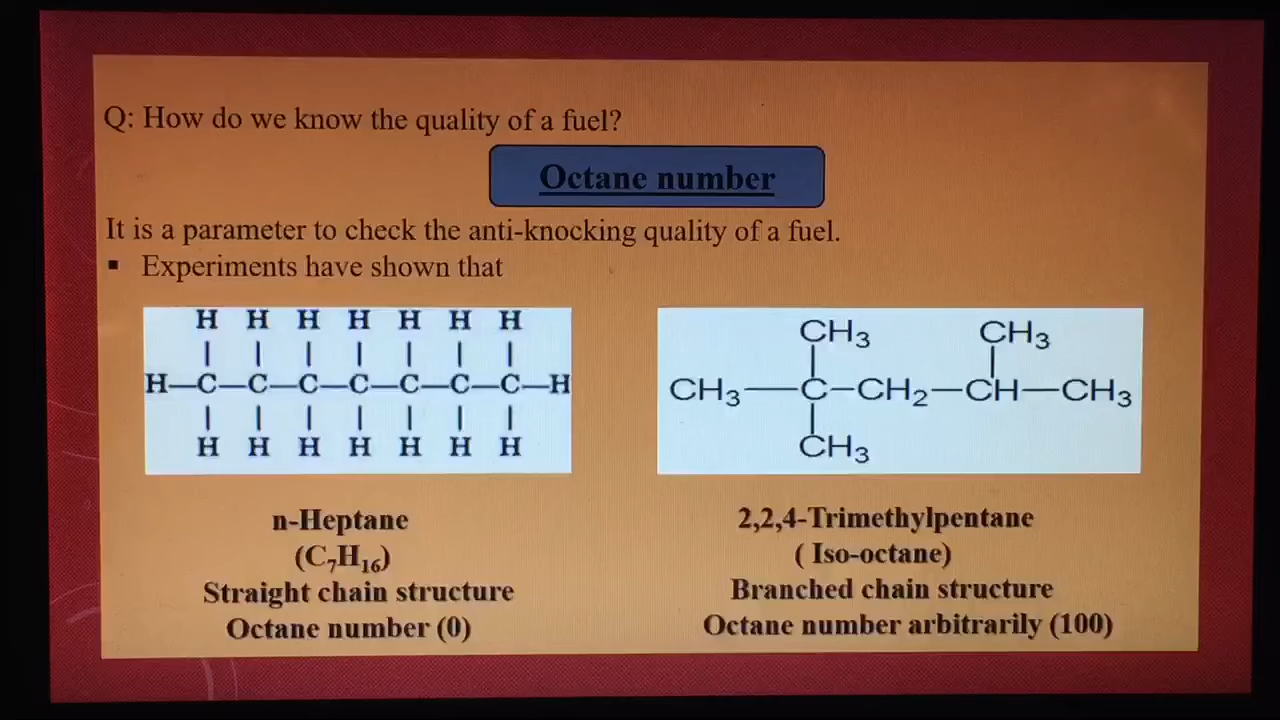 Q: How do we know the quality of a fuel?
Octane number
It is a parameter to check the anti-knocking quality of a fuel.
▪ Experiments have shown that
H H H H H H H
H—C—C—C—C—C—C—C—H
H H H H H H H
CH₃ CH₃
CH₃—C—CH₂—CH—CH₃
CH₃
n-Heptane
(C₇H₁₆)
Straight chain structure
Octane number (0)
2,2,4-Trimethylpentane
( Iso-octane)
Branched chain structure
Octane number arbitrarily (100)